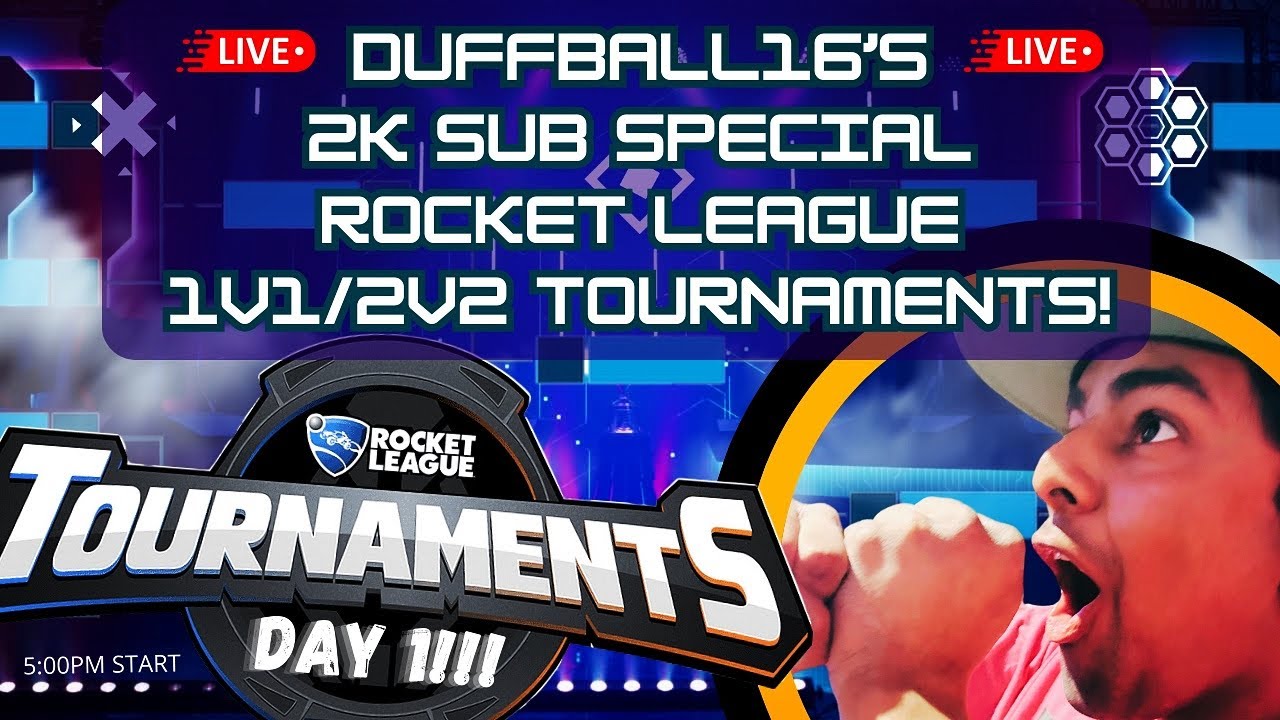 LIVE
DUFFBALL16'S
LIVE
2K SUB SPECIAL
ROCKET LEAGUE
1V1/2V2 TOURNAMENTS!
ROCKET
LEAGUE
TOURNAMENTS
DAY 1!!!
5:00PM START